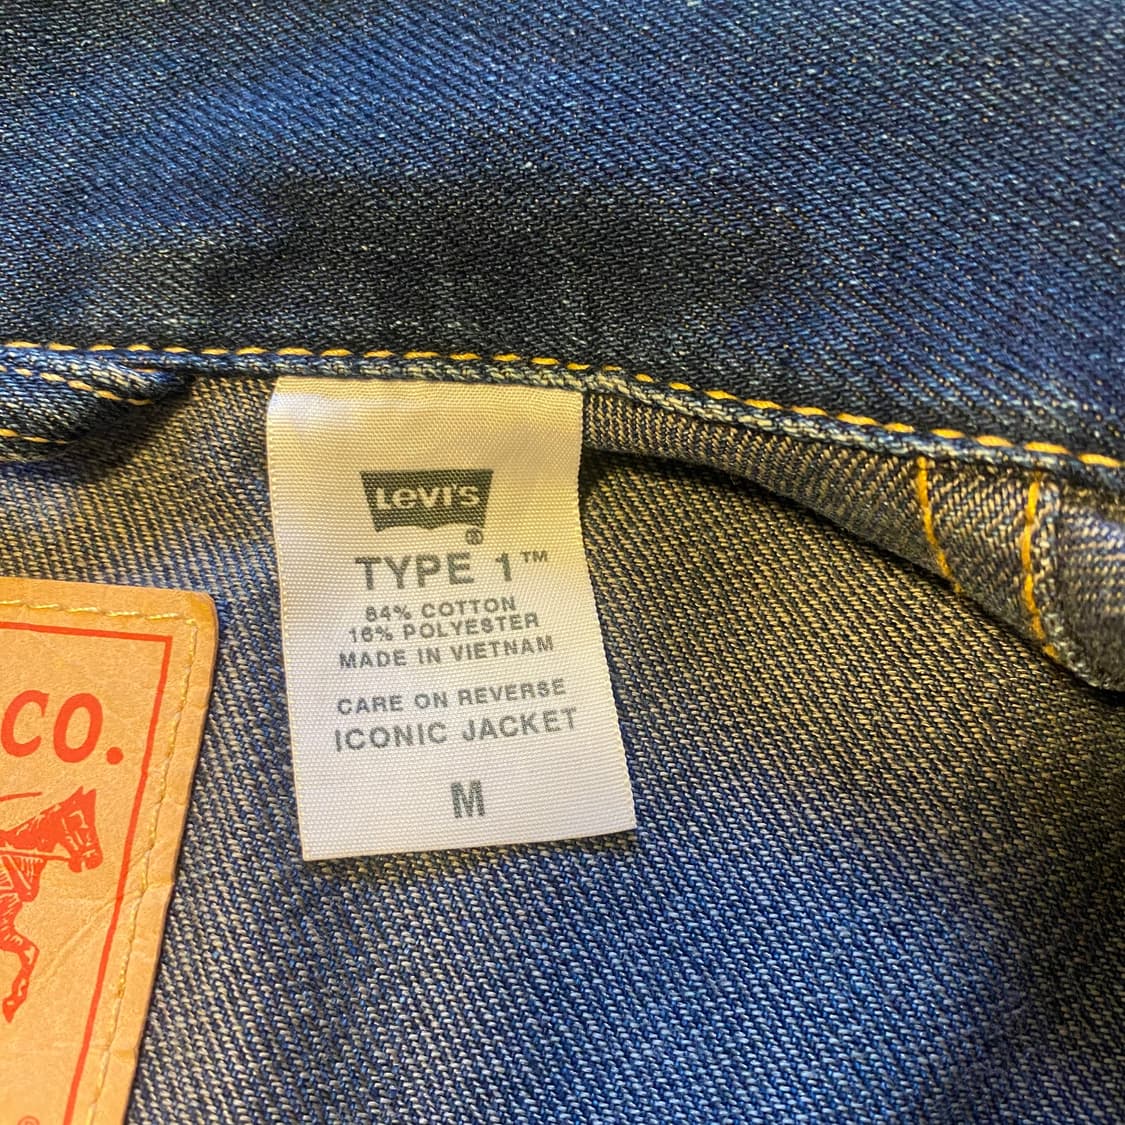 LEVI'S
®
TYPE 1™
84% COTTON
16% POLYESTER
MADE IN VIETNAM
CARE ON REVERSE
ICONIC JACKET
M
CO.
®